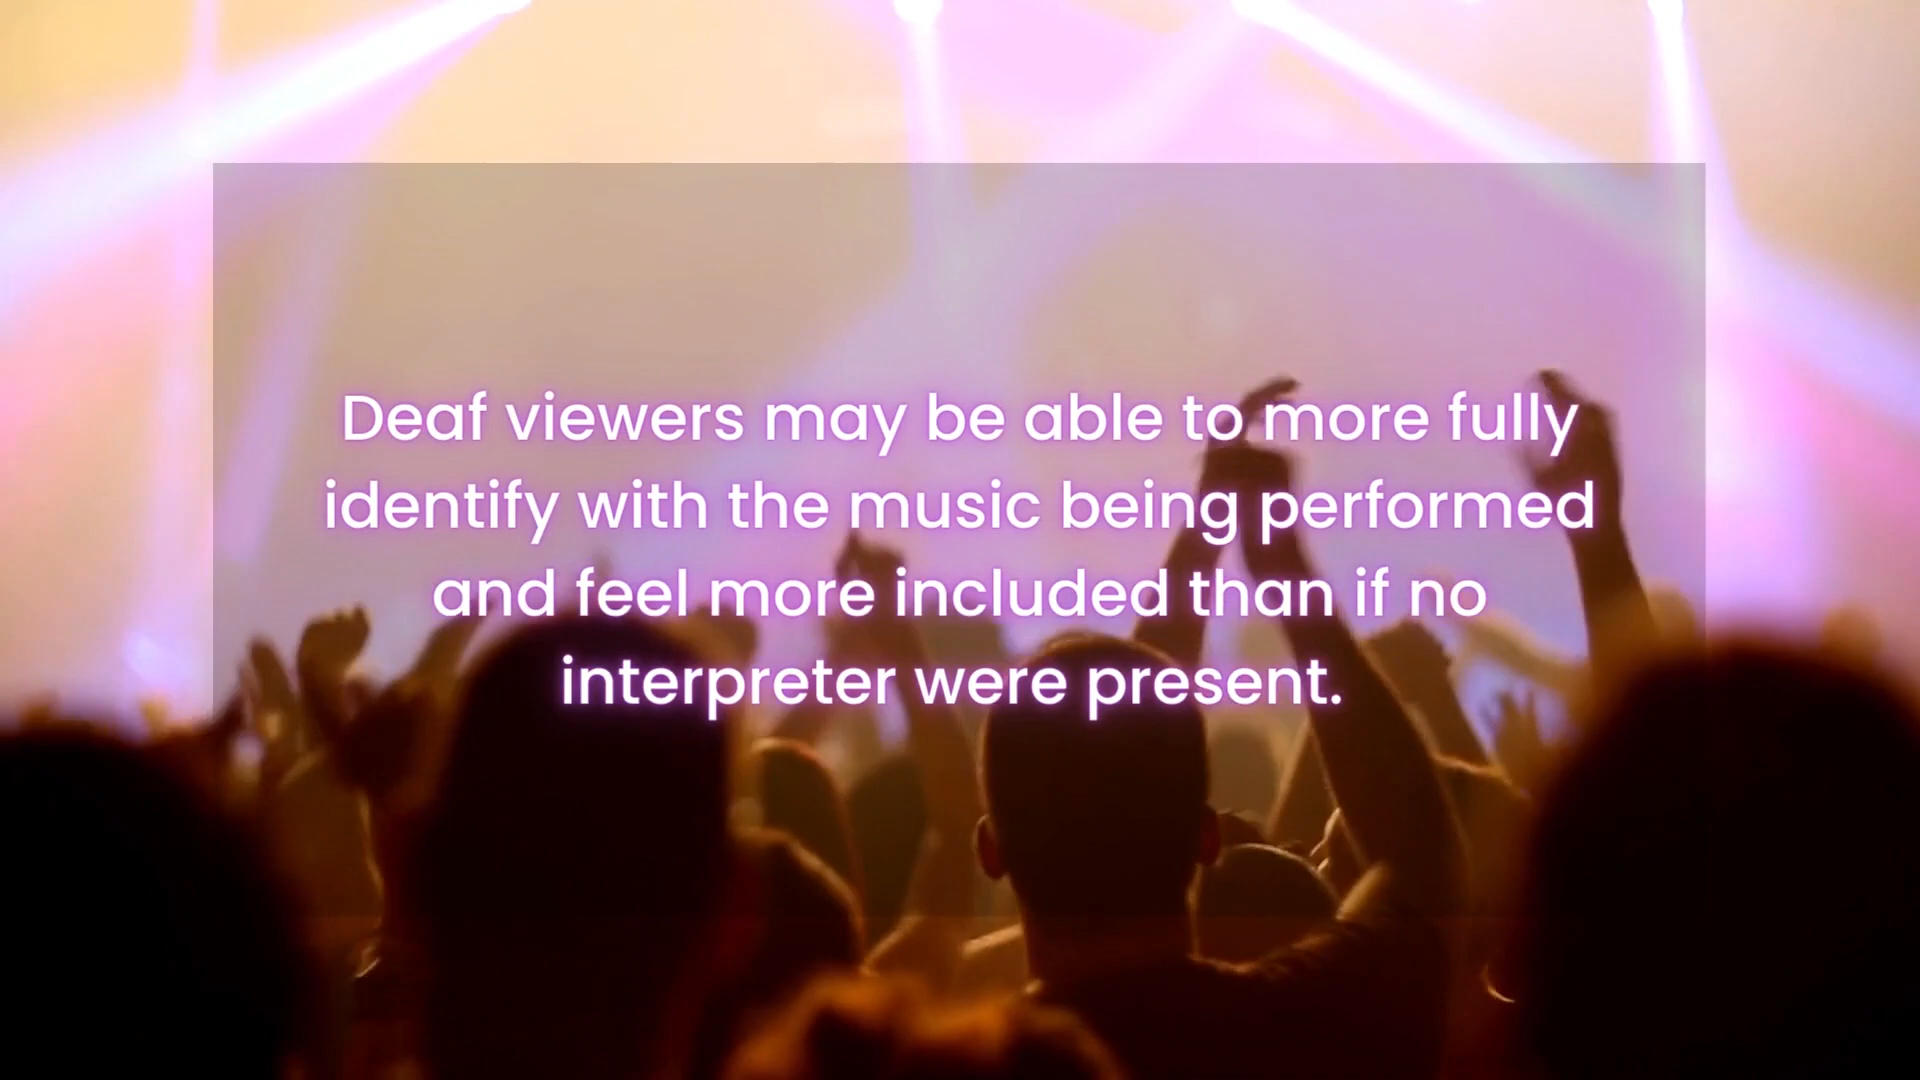 Deaf viewers may be able to more fully
identify with the music being performed
and feel more included than if no
interpreter were present.